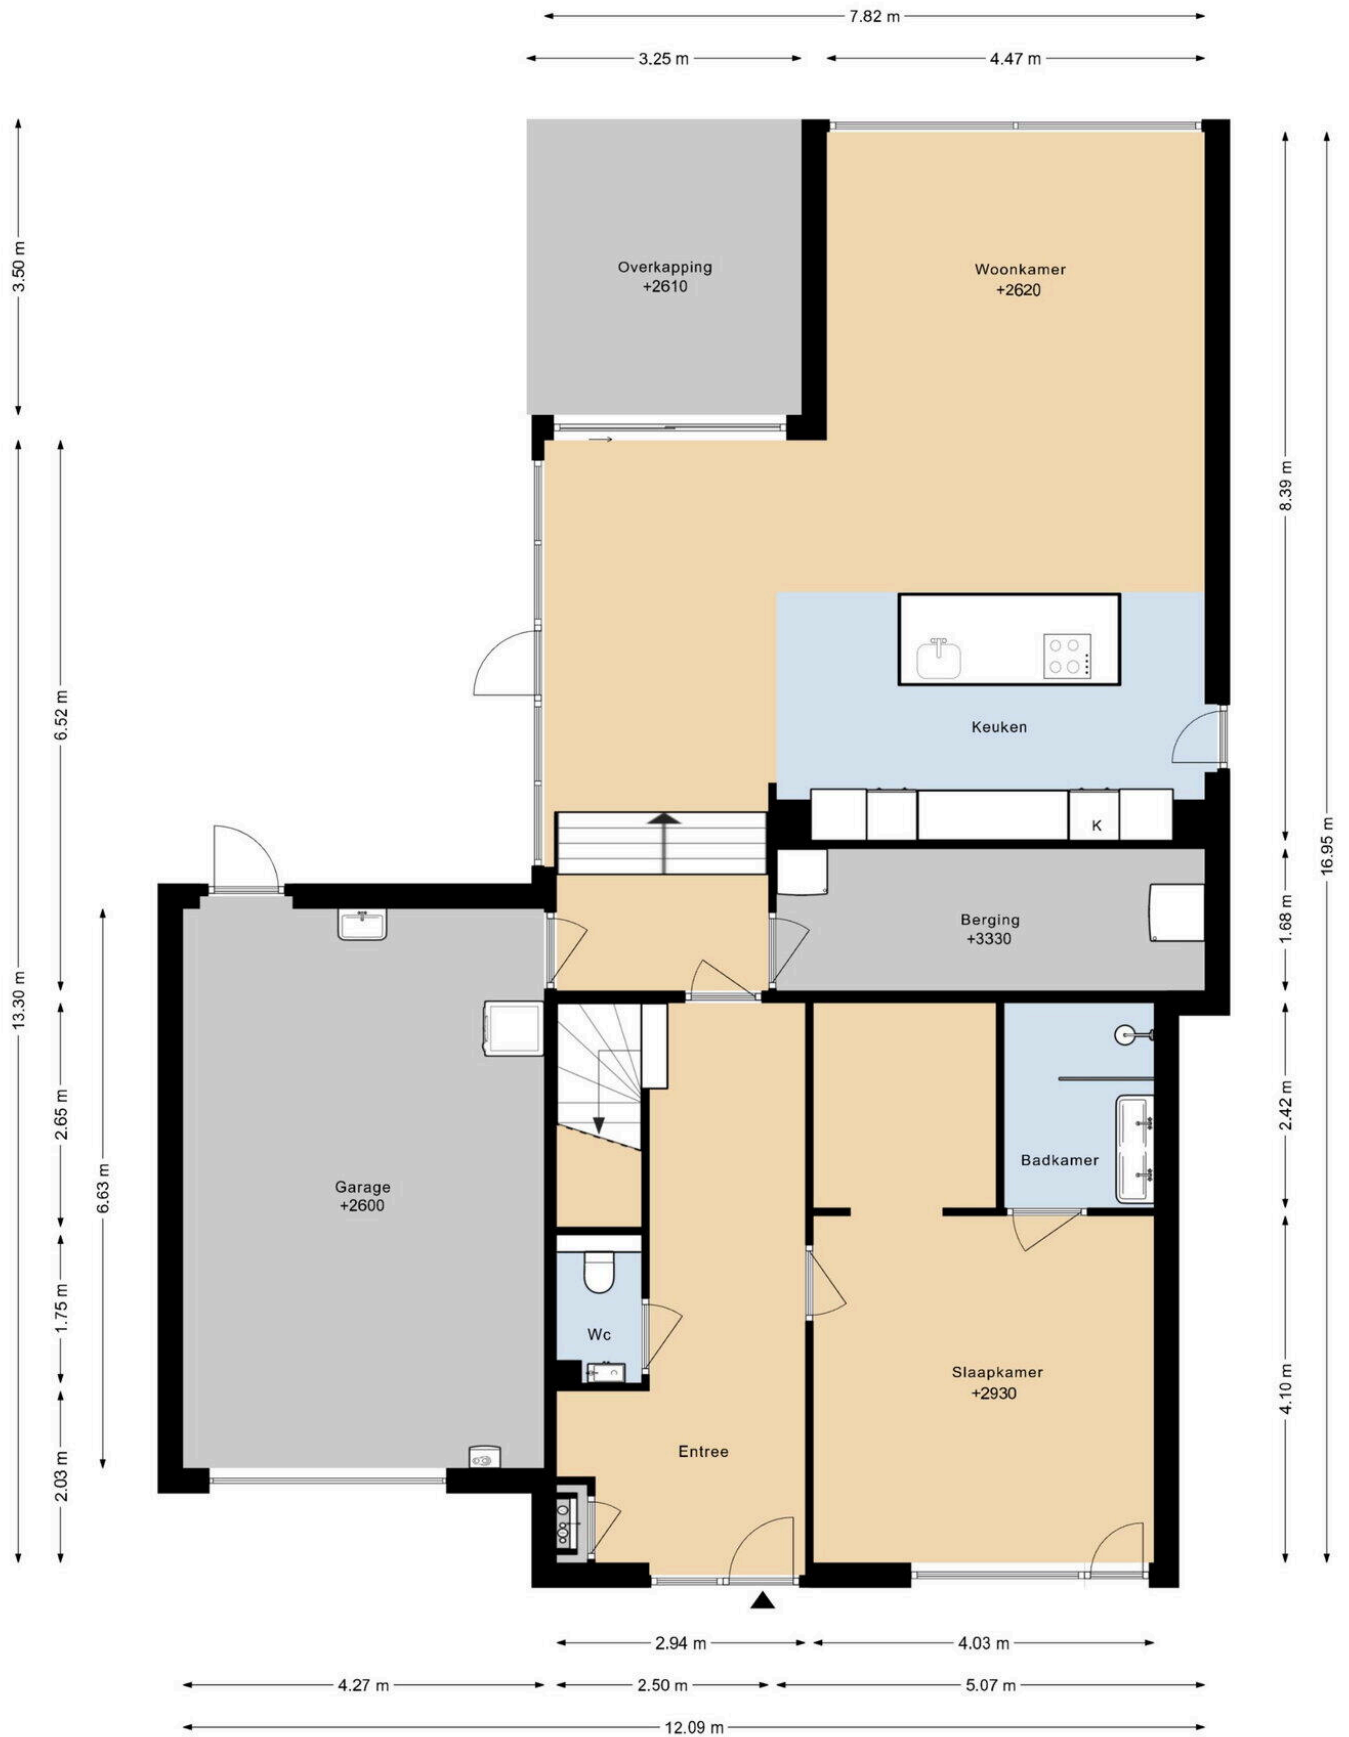 7.82 m
3.25 m
4.47 m
3.50 m
Overkapping
+2610
Woonkamer
+2620
8.39 m
6.52 m
Keuken
K
16.95 m
Berging
+3330
1.68 m
13.30 m
2.65 m
2.42 m
6.63 m
Garage
+2600
Badkamer
1.75 m
Wc
Slaapkamer
+2930
4.10 m
Entree
2.03 m
2.94 m
4.03 m
4.27 m
2.50 m
5.07 m
12.09 m